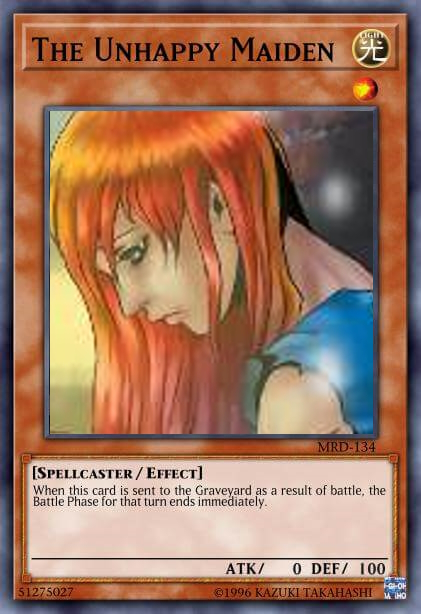 The Unhappy Maiden
LIGHT
光
MRD-134
[Spellcaster / Effect]
When this card is sent to the Graveyard as a result of battle, the
Battle Phase for that turn ends immediately.
ATK/ 0 DEF/ 100
51275027
©1996 KAZUKI TAKAHASHI